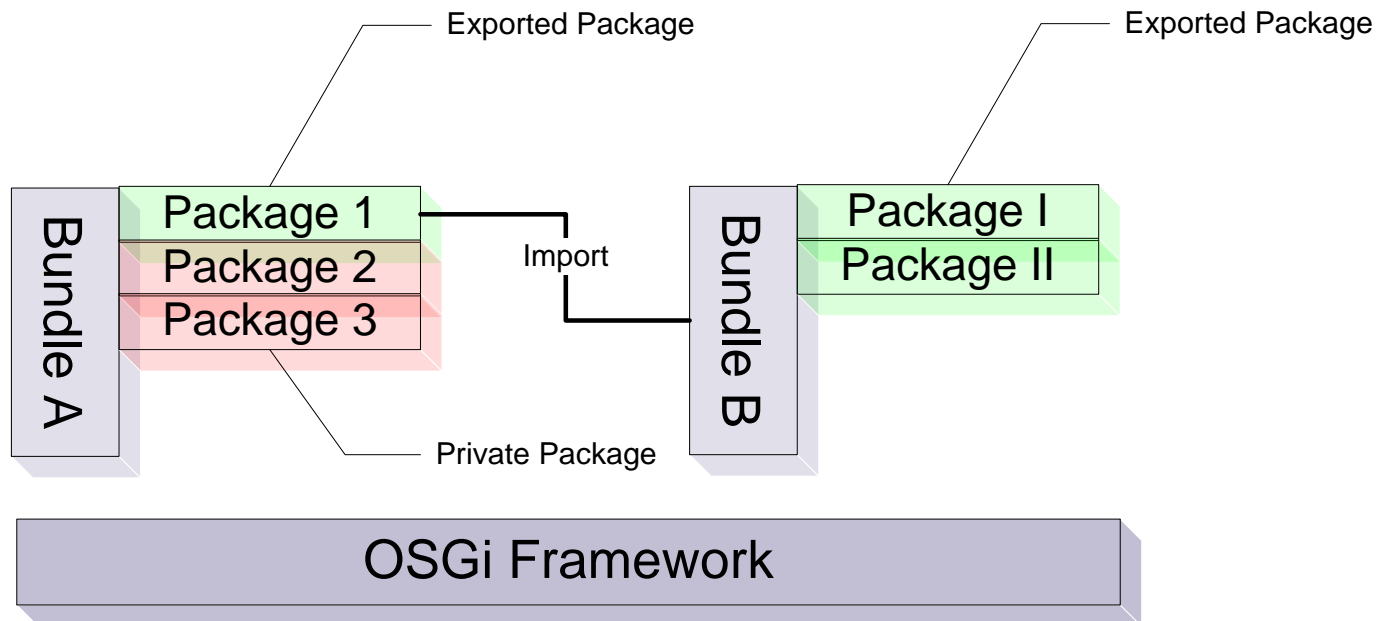 Exported Package
Exported Package
Bundle A
Package 1
Package 2
Package 3
Import
Bundle B
Package I
Package II
Private Package
OSGi Framework